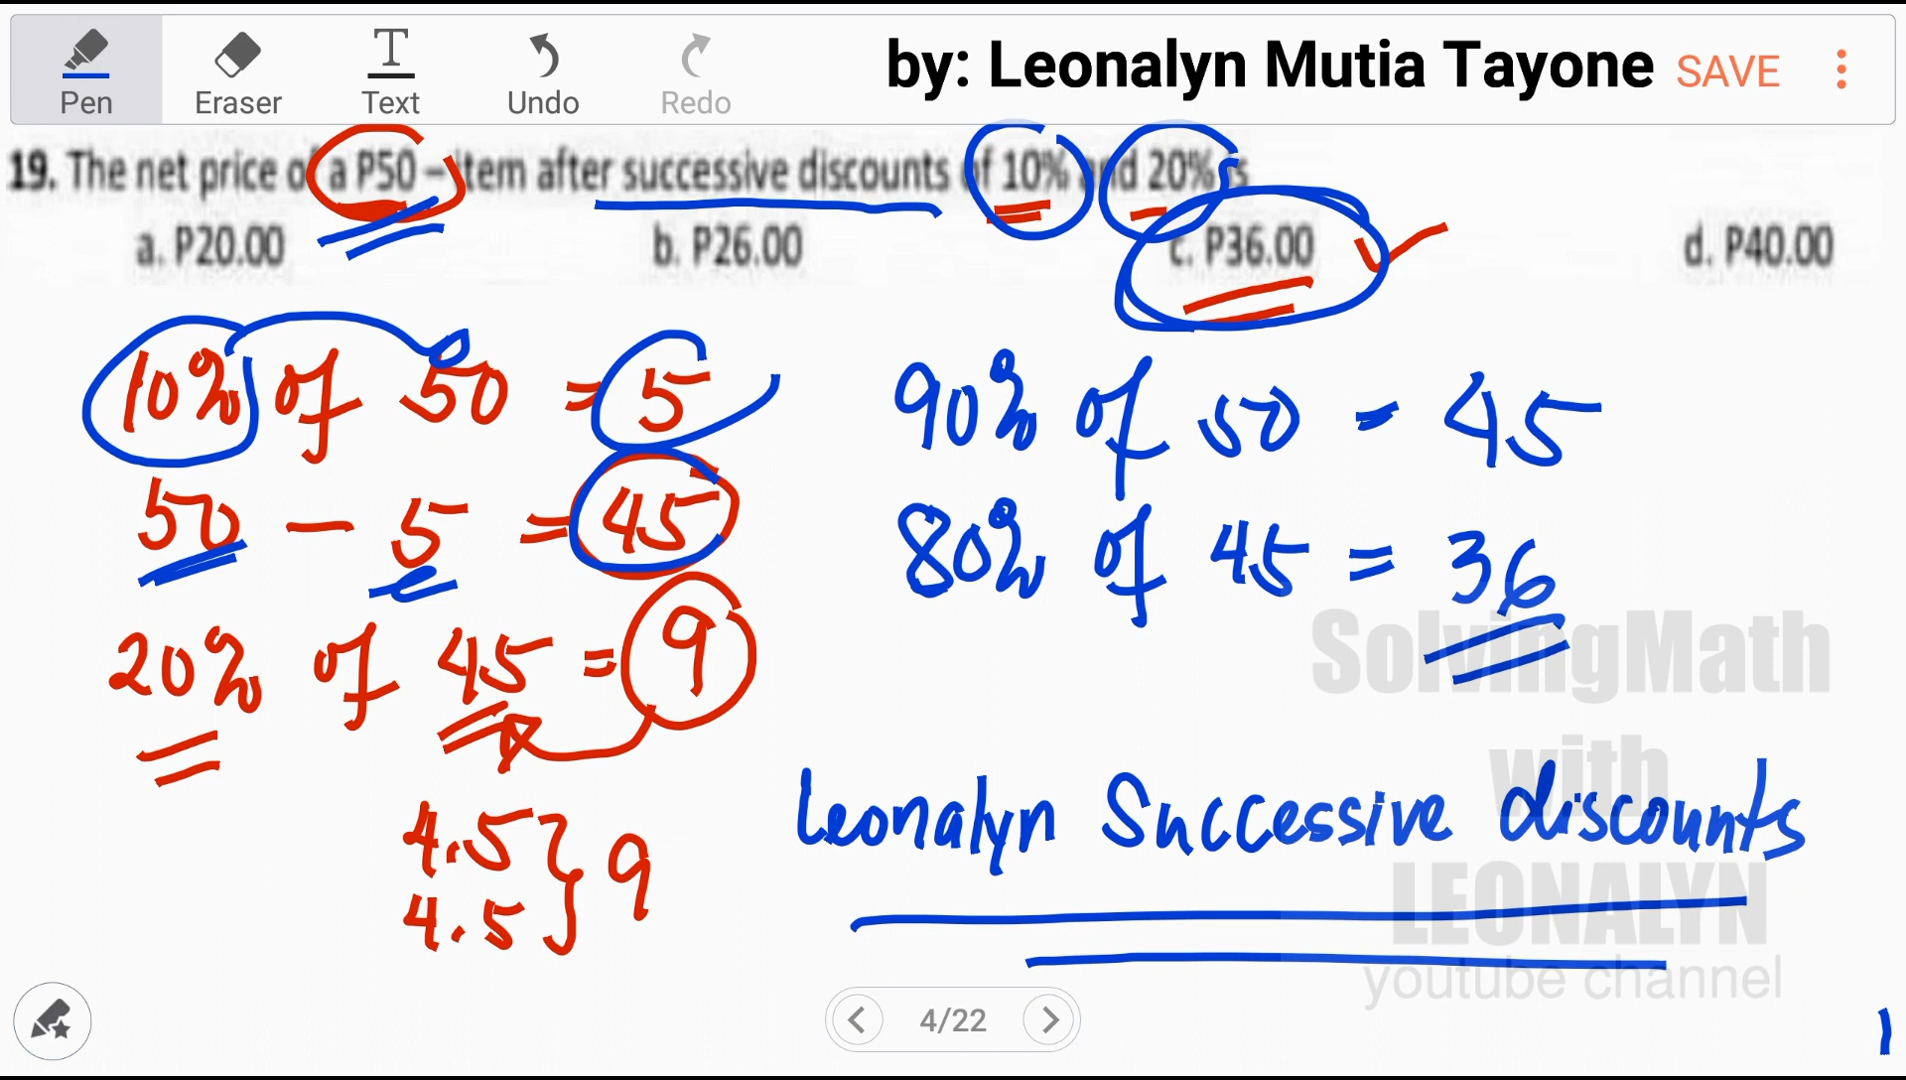 Pen Eraser Text Undo Redo by: Leonalyn Mutia Tayone SAVE
19. The net price of a P50 – item after successive discounts of 10% and 20% is
a. P20.00 b. P26.00 c. P36.00 d. P40.00
10% of 50 = 5
50 - 5 = 45
20% of 45 = 9
4.5
4.5 } 9
90% of 50 - 45
80% of 45 = 36
Leonalyn Successive discounts
SolvingMath
with
LEONALYN
youtube channel
4/22
1